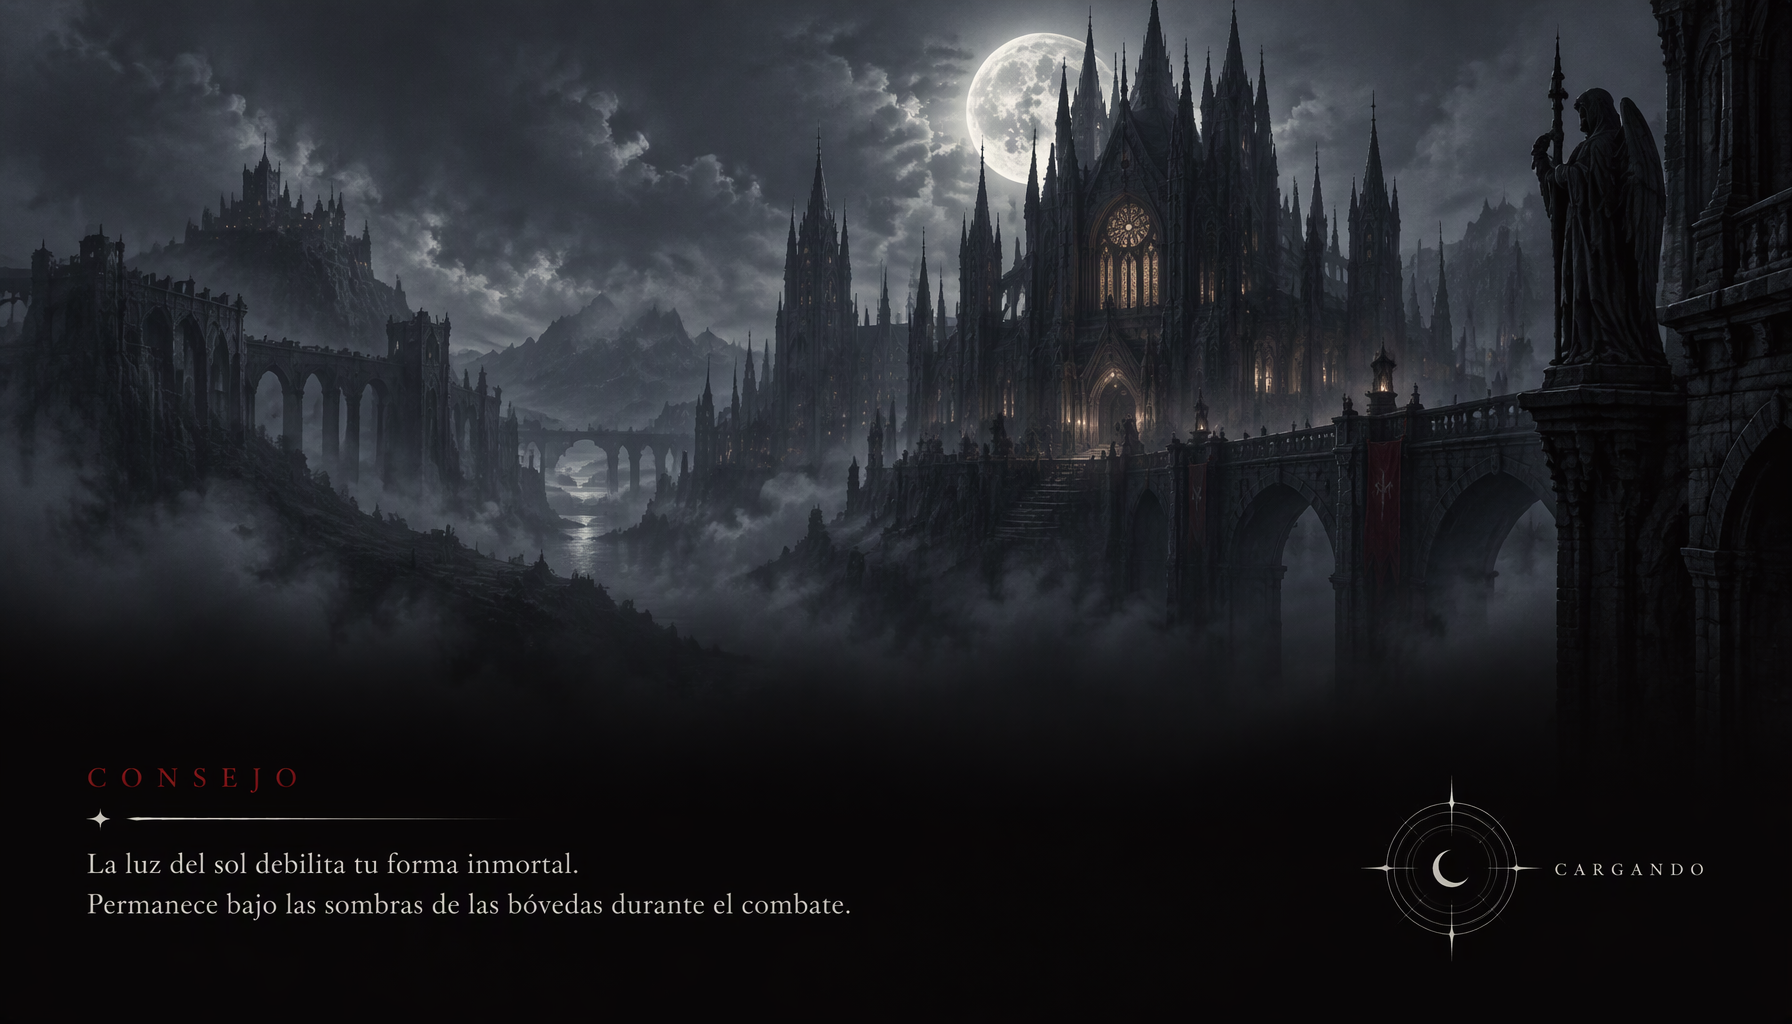 CONSEJO
La luz del sol debilita tu forma inmortal.
Permanece bajo las sombras de las bóvedas durante el combate.
CARGANDO